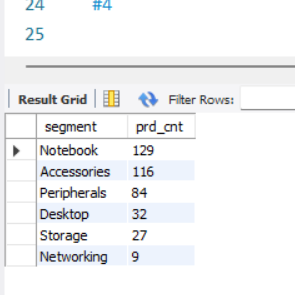 24 #4
25
Result Grid Filter Rows:
segment prd_cnt
Notebook 129
Accessories 116
Peripherals 84
Desktop 32
Storage 27
Networking 9